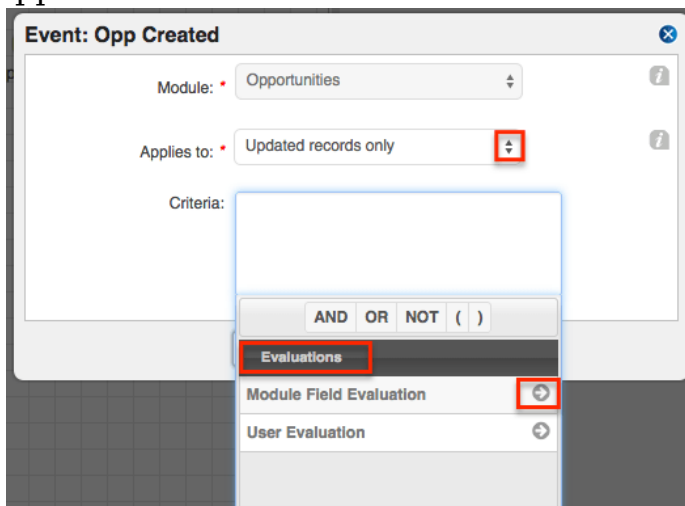 Event: Opp Created
Module: * Opportunities
Applies to: * Updated records only
Criteria:
AND OR NOT ( )
Evaluations
Module Field Evaluation
User Evaluation